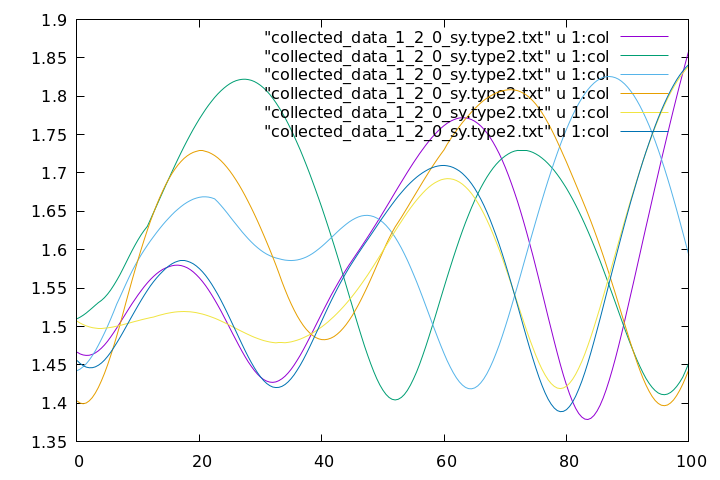 1.9
"collected_data_1_2_0_sy.type2.txt" u 1:col
1.85
"collected_data_1_2_0_sy.type2.txt" u 1:col
"collected_data_1_2_0_sy.type2.txt" u 1:col
1.8
"collected_data_1_2_0_sy.type2.txt" u 1:col
"collected_data_1_2_0_sy.type2.txt" u 1:col
1.75
"collected_data_1_2_0_sy.type2.txt" u 1:col
1.7
1.65
1.6
1.55
1.5
1.45
1.4
1.35
0 20 40 60 80 100